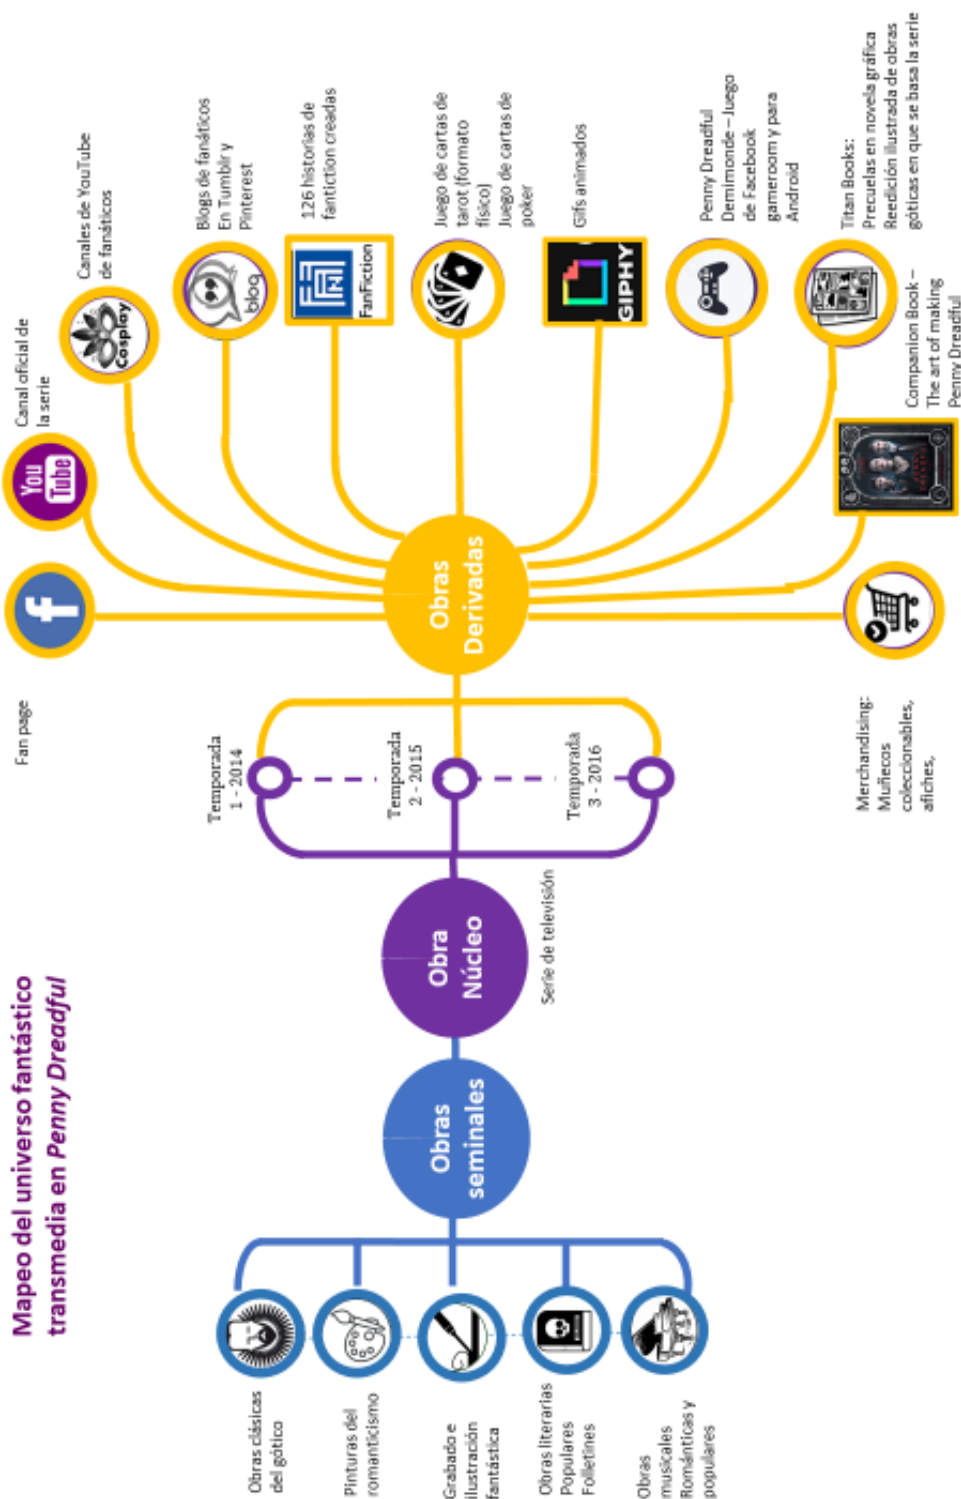 Mapeo del universo fantástico
transmedia en Penny Dreadful
Obras clásicas
del gótico
Pinturas del
romanticismo
Grabado e
ilustración
fantástica
Obras literarias
Populares
Folletines
Obras
musicales
Románticas y
populares
Obras
seminales
Obra
Núcleo
Serie de televisión
Temporada
1 - 2014
Temporada
2 - 2015
Temporada
3 - 2016
Obras
Derivadas
Fan page
f
Canal oficial de
la serie
You
Tube
Canales de YouTube
de fanáticos
Cosplay
Blogs de fanáticos
En Tumblr y
Pinterest
blog
126 historias de
fantiction creadas
FanFiction
Juego de cartas de
tarot (formato
físico)
Juego de cartas de
poker
Gifs animados
GIPHY
Penny Dreadful
Demimonde – Juego
de Facebook
gameroom y para
Android
Titan Books:
Precuelas en novela gráfica
Reedición ilustrada de obras
góticas en que se basa la serie
Companion Book –
The art of making
Penny Dreadful
Merchandising:
Muñecos
coleccionables,
afiches,